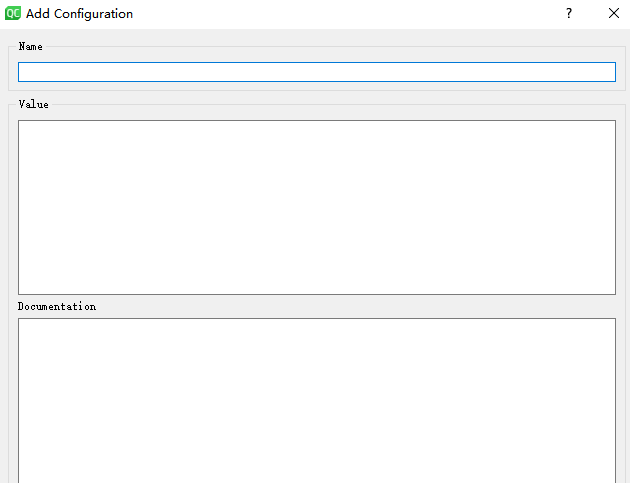 QC Add Configuration ?
Name
Value
Documentation